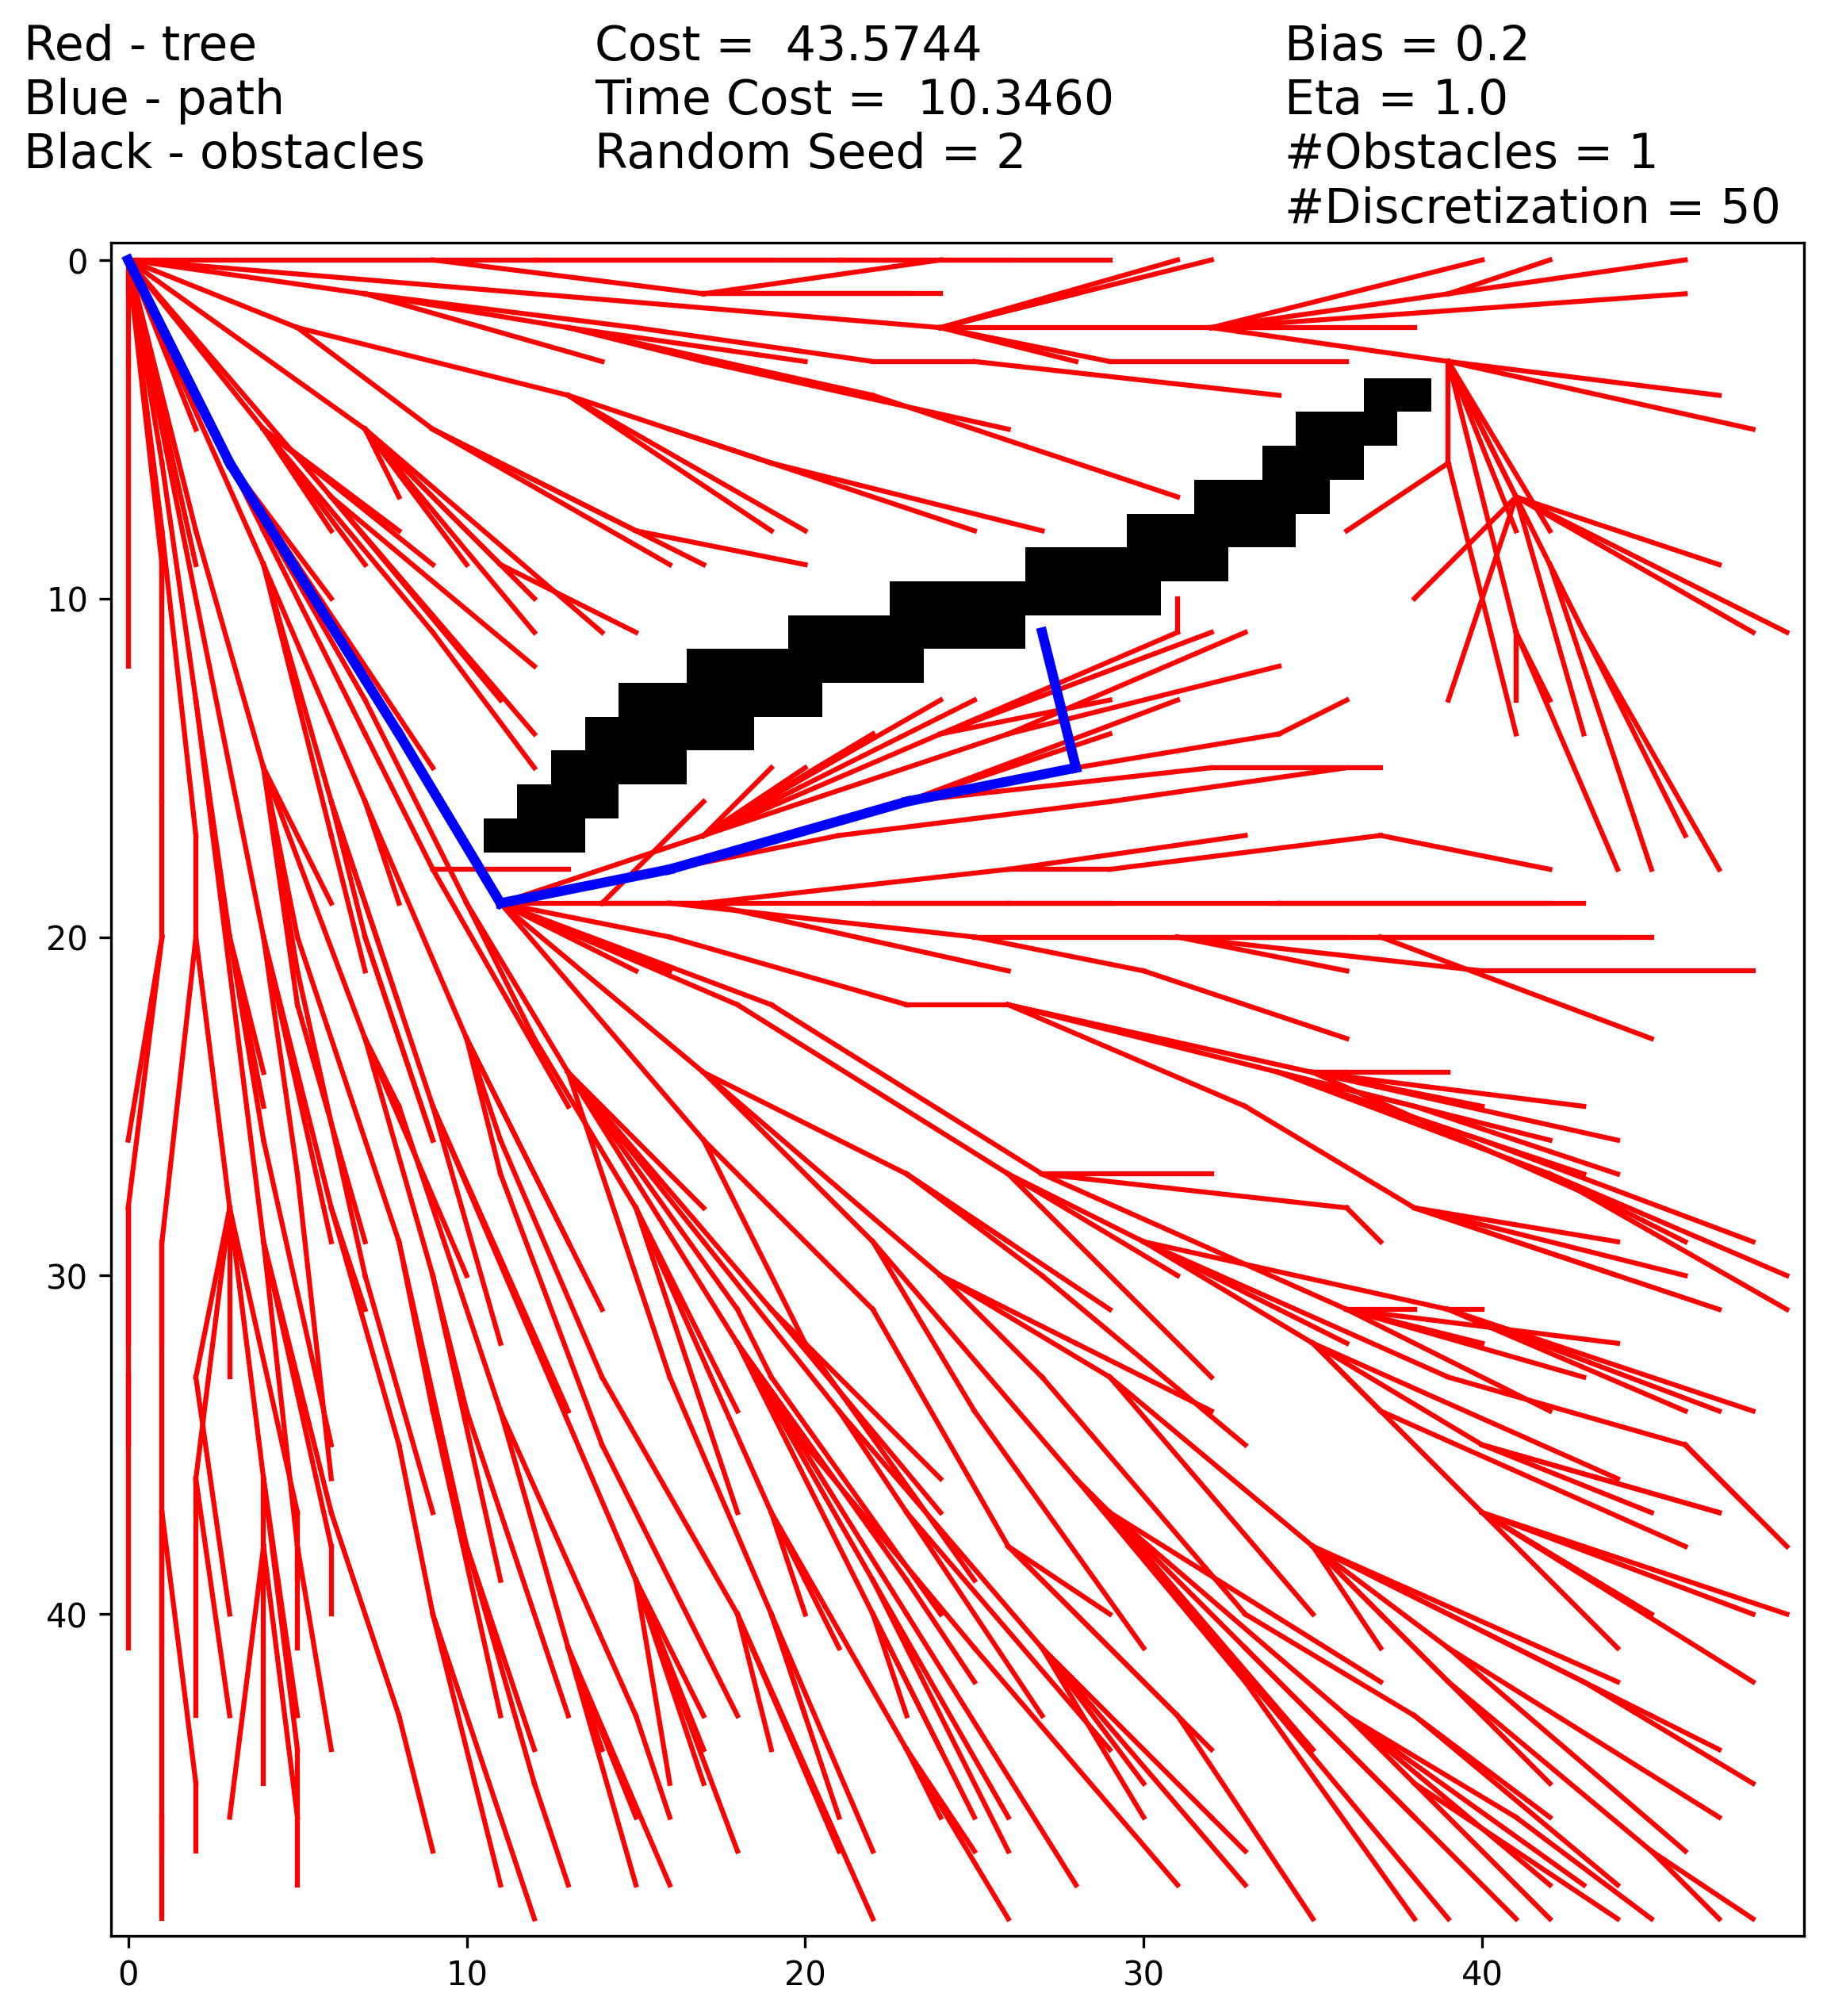 Red - tree
Blue - path
Black - obstacles
Cost =  43.5744
Time Cost =  10.3460
Random Seed = 2
Bias = 0.2
Eta = 1.0
#Obstacles = 1
#Discretization = 50
0
10
20
30
40
0
10
20
30
40